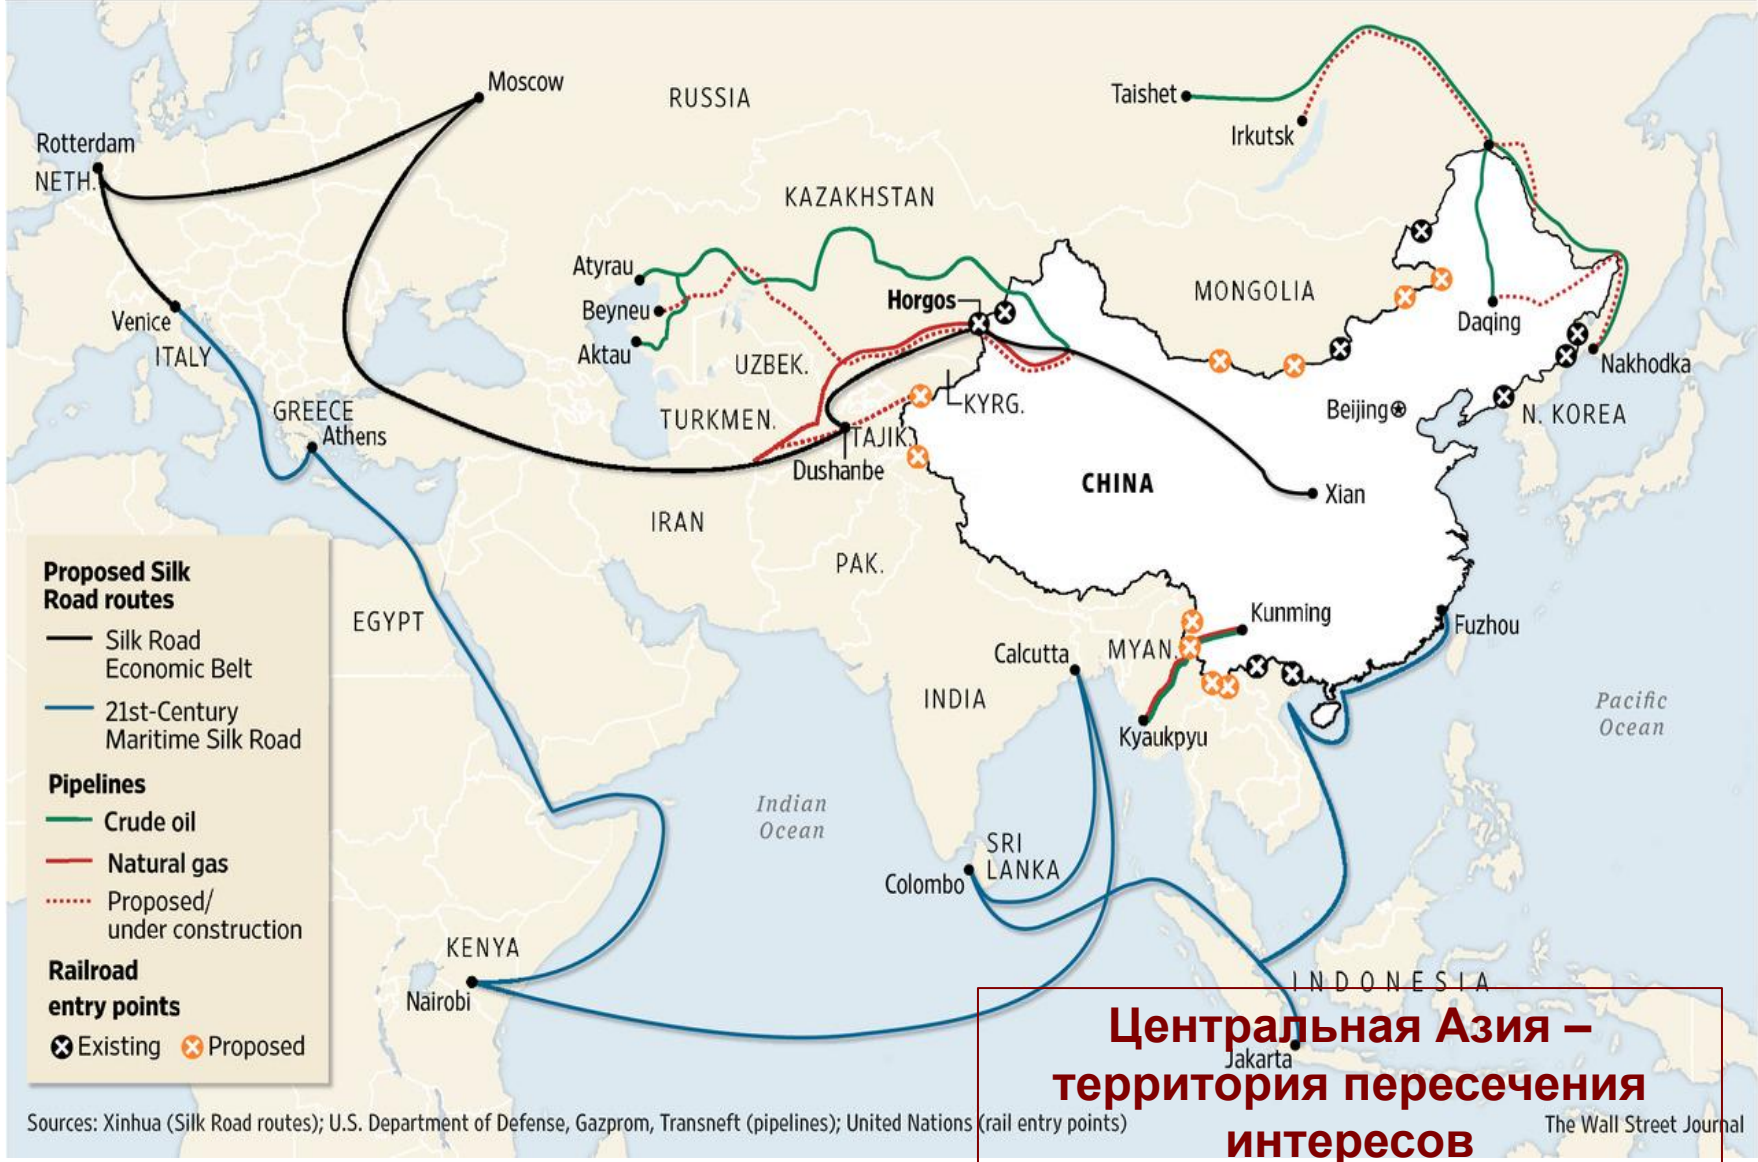 Moscow
RUSSIA
Taishet
Irkutsk
Rotterdam
NETH.
KAZAKHSTAN
Atyrau
Beyneu
Aktau
Horgos
MONGOLIA
Daqing
Nakhodka
Venice
ITALY
UZBEK.
KYRG.
TURKMEN.
TAJIK.
Dushanbe
Beijing
N. KOREA
GREECE
Athens
CHINA
Xian
IRAN
PAK.
EGYPT
Kunming
Fuzhou
Calcutta
MYAN.
INDIA
Kyaukpyu
Pacific
Ocean
Indian
Ocean
SRI
LANKA
Colombo
KENYA
Nairobi
INDONESIA
Jakarta
Proposed Silk
Road routes
Silk Road
Economic Belt
21st-Century
Maritime Silk Road
Pipelines
Crude oil
Natural gas
Proposed/
under construction
Railroad
entry points
Existing Proposed
Центральная Азия –
территория пересечения
интересов
Sources: Xinhua (Silk Road routes); U.S. Department of Defense, Gazprom, Transneft (pipelines); United Nations (rail entry points)
The Wall Street Journal